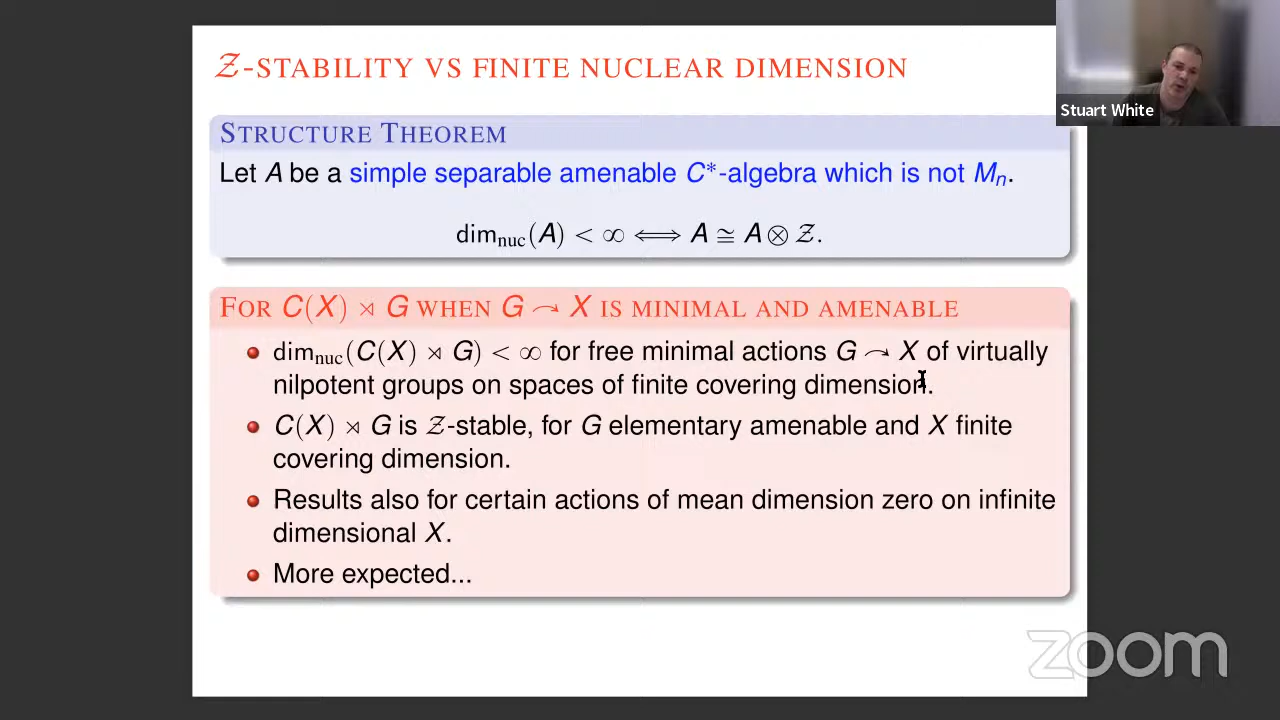 𝒵-STABILITY VS FINITE NUCLEAR DIMENSION
Stuart White
STRUCTURE THEOREM
Let A be a simple separable amenable C*-algebra which is not Mₙ.
dim_nuc(A) < ∞ ⟺ A ≅ A ⊗ 𝒵.
FOR C(X) ⋊ G WHEN G ↷ X IS MINIMAL AND AMENABLE
dim_nuc(C(X) ⋊ G) < ∞ for free minimal actions G ↷ X of virtually
nilpotent groups on spaces of finite covering dimension.
C(X) ⋊ G is 𝒵-stable, for G elementary amenable and X finite
covering dimension.
Results also for certain actions of mean dimension zero on infinite
dimensional X.
More expected...
zoom